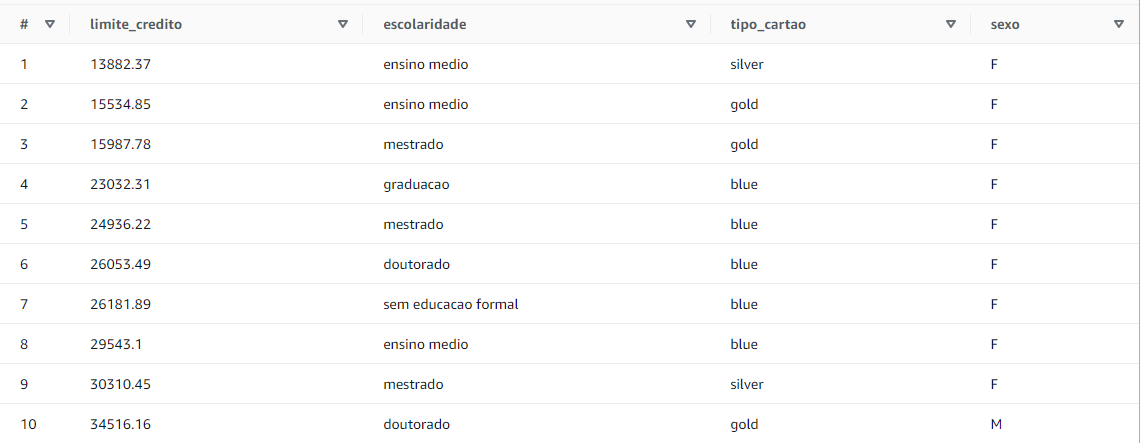 # limite_credito escolaridade tipo_cartao sexo
1 13882.37 ensino medio silver F
2 15534.85 ensino medio gold F
3 15987.78 mestrado gold F
4 23032.31 graduacao blue F
5 24936.22 mestrado blue F
6 26053.49 doutorado blue F
7 26181.89 sem educacao formal blue F
8 29543.1 ensino medio blue F
9 30310.45 mestrado silver F
10 34516.16 doutorado gold M